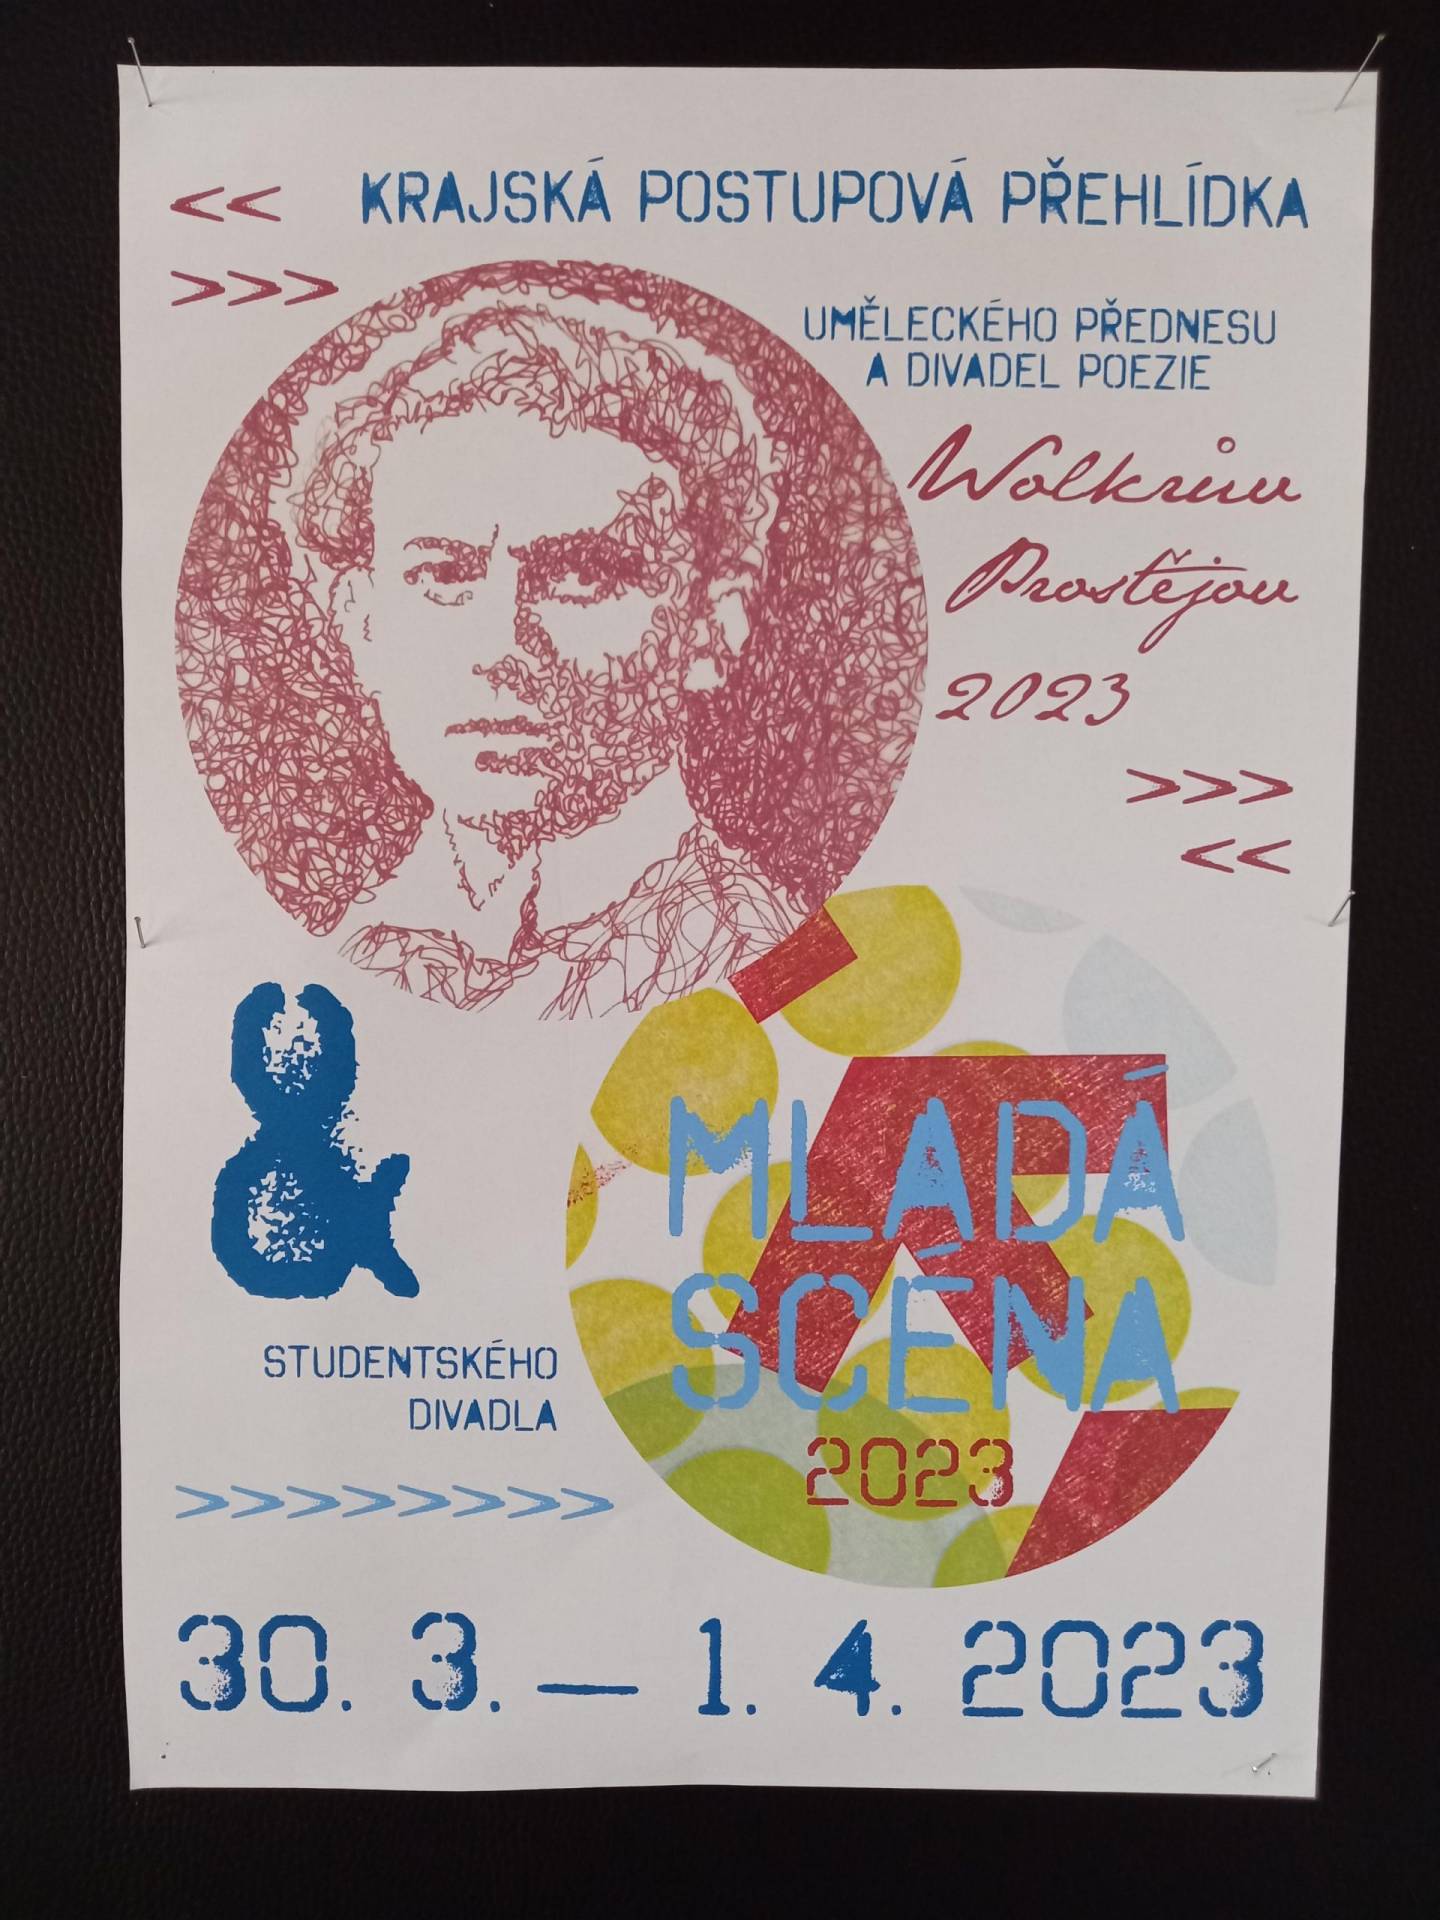 << KRAJSKÁ POSTUPOVÁ PŘEHLÍDKA
>>>
UMĚLECKÉHO PŘEDNESU
A DIVADEL POEZIE
Wolkrův
Prostějov
2023
>>>
<<
&
MLADÁ
SCÉNA
2023
STUDENTSKÉHO
DIVADLA
>>>>>>>>
30. 3. — 1. 4. 2023